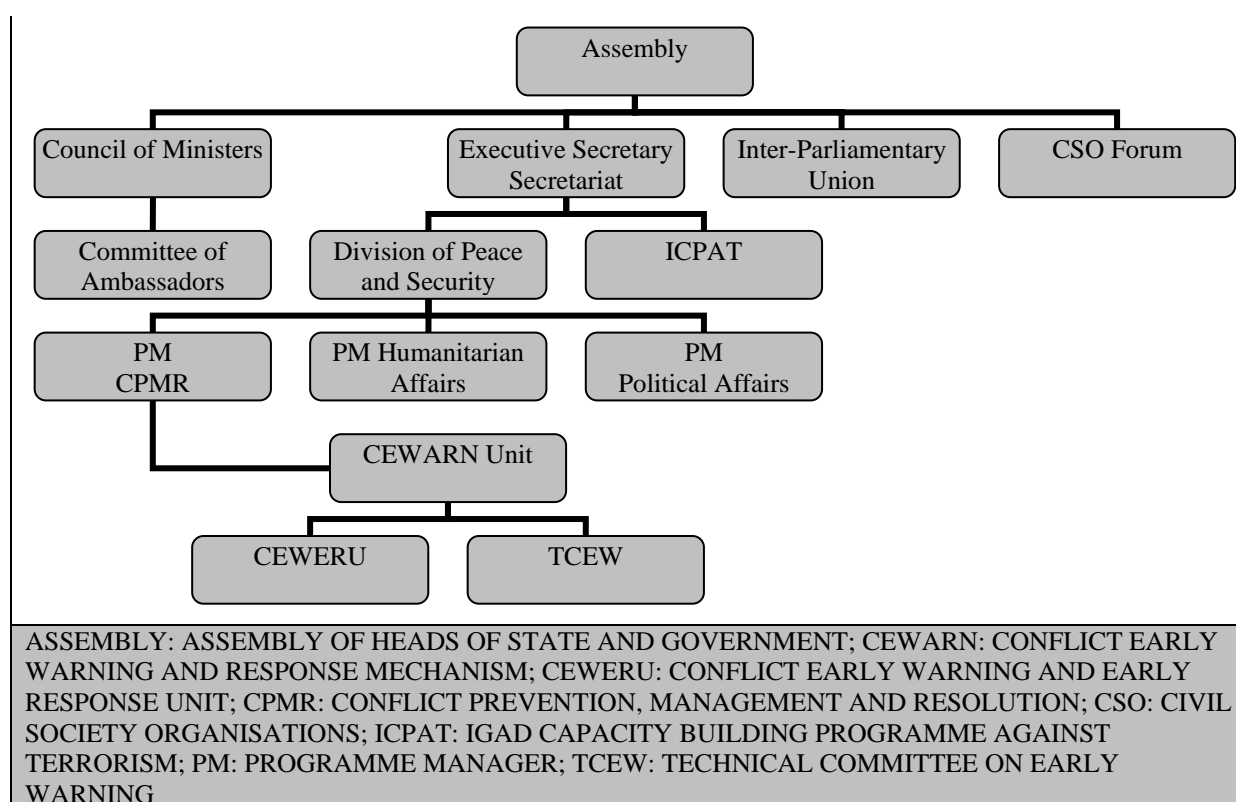 Assembly
Council of Ministers
Executive Secretary
Secretariat
Inter-Parliamentary
Union
CSO Forum
Committee of
Ambassadors
Division of Peace
and Security
ICPAT
PM
CPMR
PM Humanitarian
Affairs
PM
Political Affairs
CEWARN Unit
CEWERU
TCEW
ASSEMBLY: ASSEMBLY OF HEADS OF STATE AND GOVERNMENT; CEWARN: CONFLICT EARLY
WARNING AND RESPONSE MECHANISM; CEWERU: CONFLICT EARLY WARNING AND EARLY
RESPONSE UNIT; CPMR: CONFLICT PREVENTION, MANAGEMENT AND RESOLUTION; CSO: CIVIL
SOCIETY ORGANISATIONS; ICPAT: IGAD CAPACITY BUILDING PROGRAMME AGAINST
TERRORISM; PM: PROGRAMME MANAGER; TCEW: TECHNICAL COMMITTEE ON EARLY
WARNING